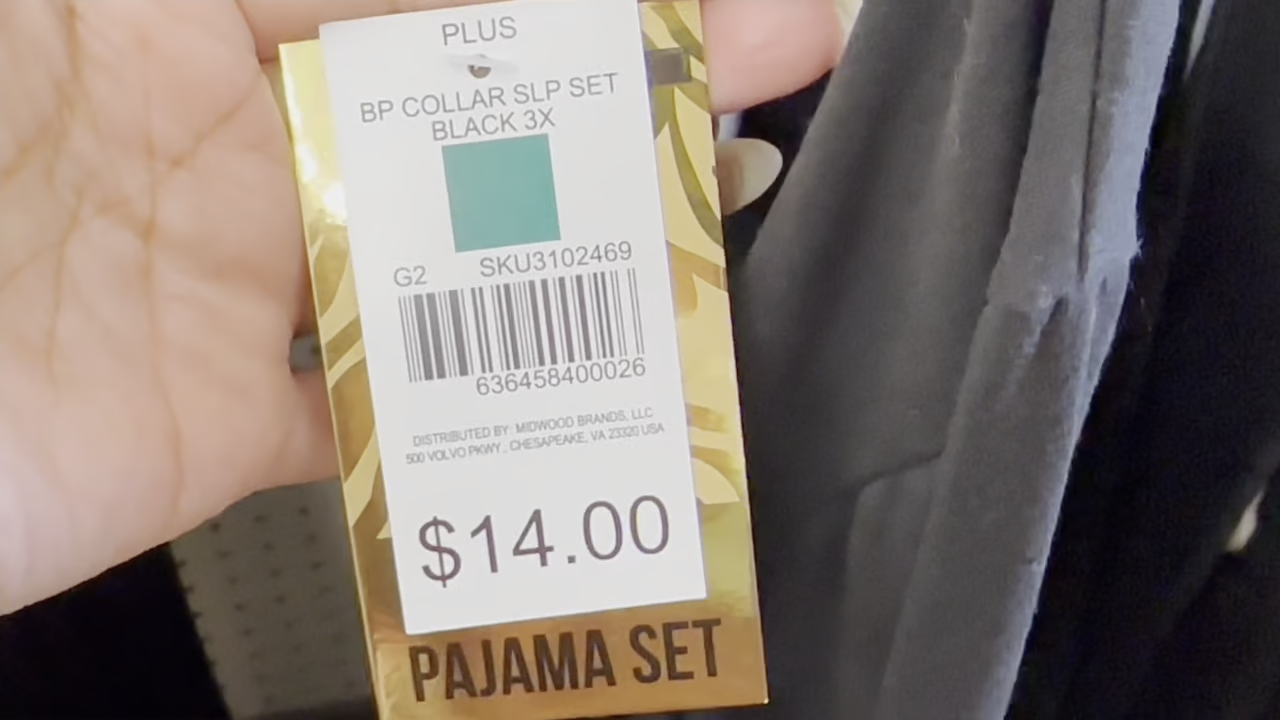 PLUS
BP COLLAR SLP SET
BLACK 3X
G2 SKU3102469
636458400026
DISTRIBUTED BY: MIDWOOD BRANDS, LLC
500 VOLVO PKWY., CHESAPEAKE, VA 23320 USA
$14.00
PAJAMA SET